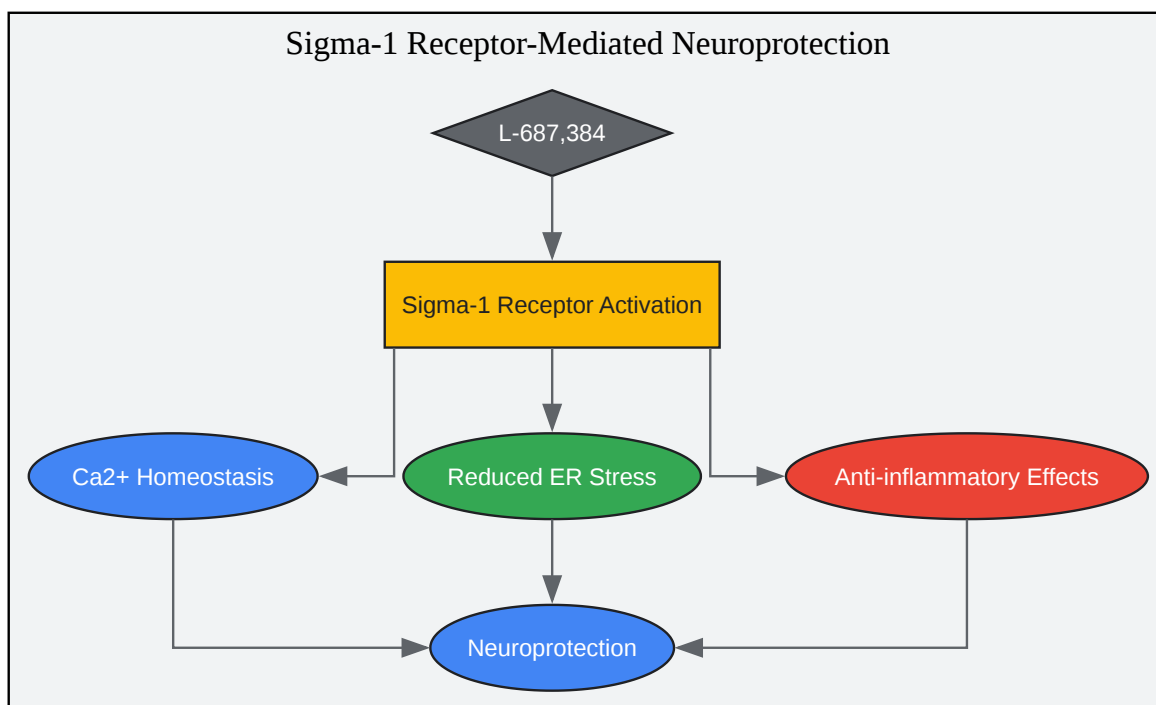 Sigma-1 Receptor-Mediated Neuroprotection
L-687,384
Sigma-1 Receptor Activation
Ca2+ Homeostasis
Reduced ER Stress
Anti-inflammatory Effects
Neuroprotection